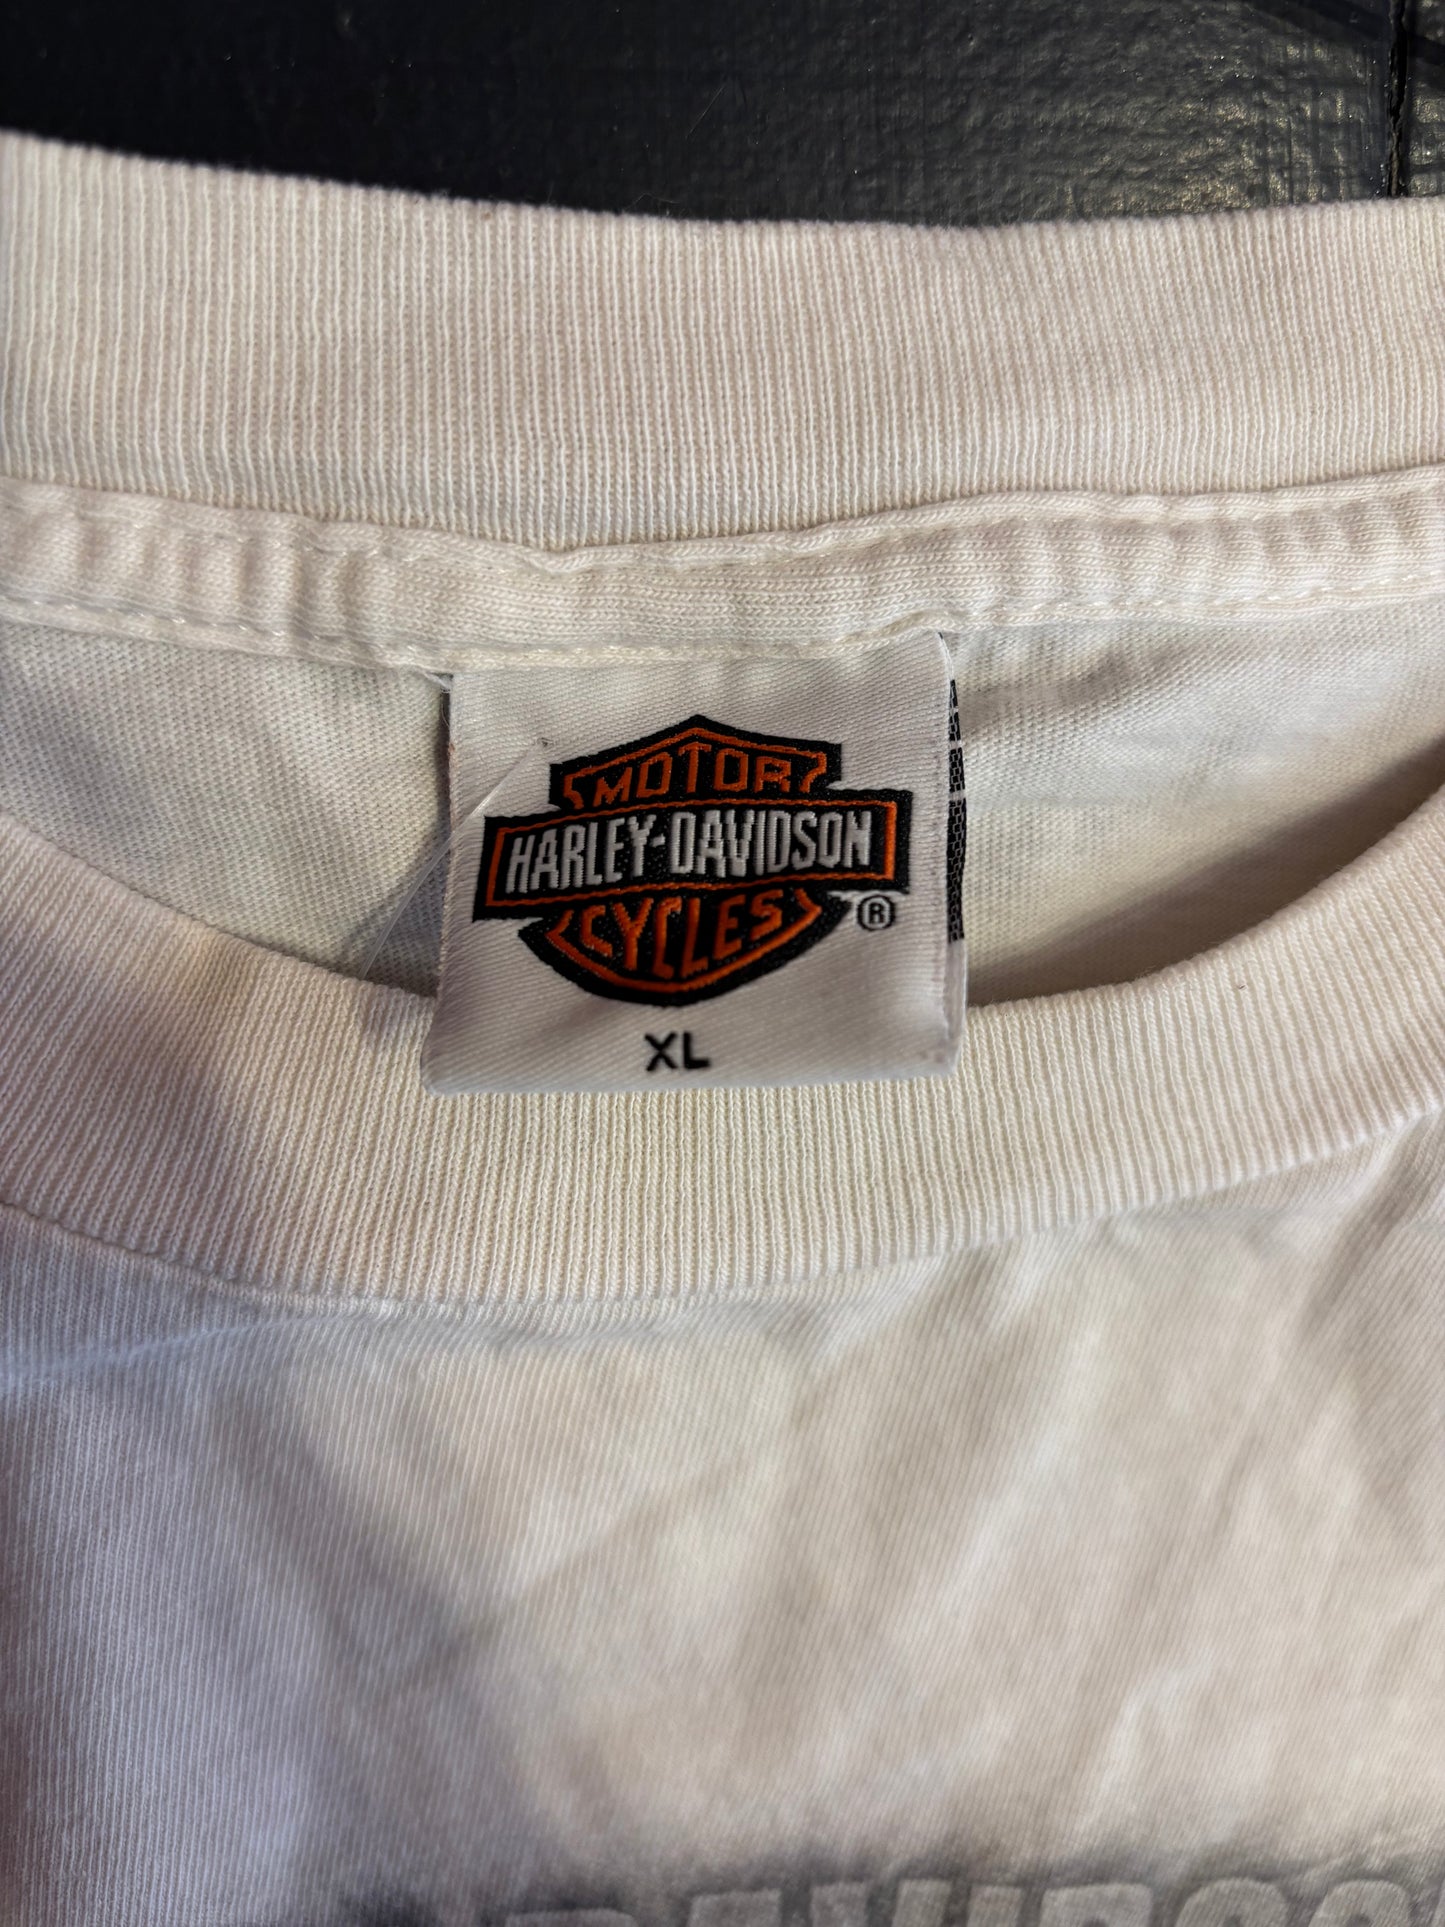 MOTOR
HARLEY-DAVIDSON
CYCLES
®
XL